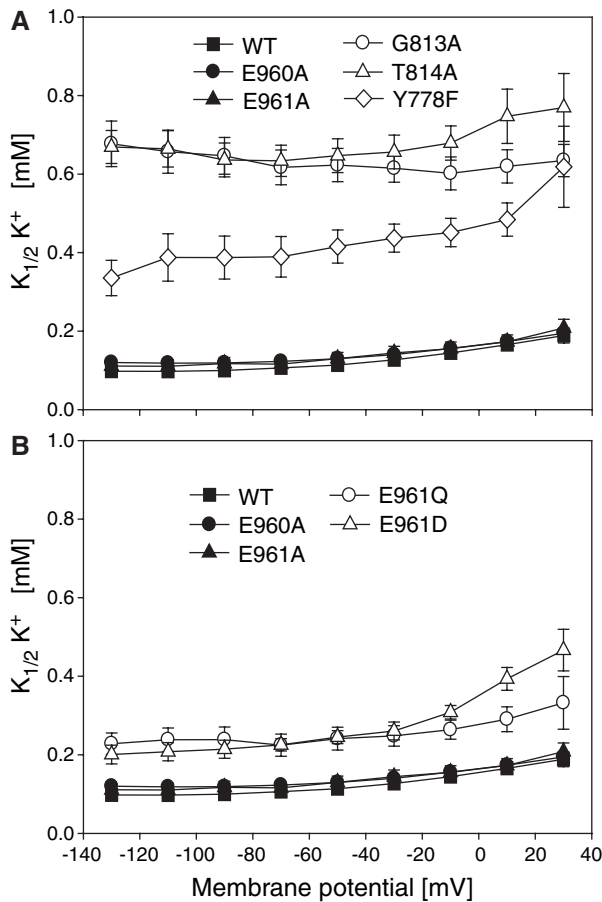 A
1.0
0.8
0.6
0.4
0.2
0.0
K1/2 K+ [mM]
WT
E960A
E961A
G813A
T814A
Y778F
B
1.0
0.8
0.6
0.4
0.2
0.0
K1/2 K+ [mM]
WT
E960A
E961A
E961Q
E961D
-140 -120 -100 -80 -60 -40 -20 0 20 40
Membrane potential [mV]